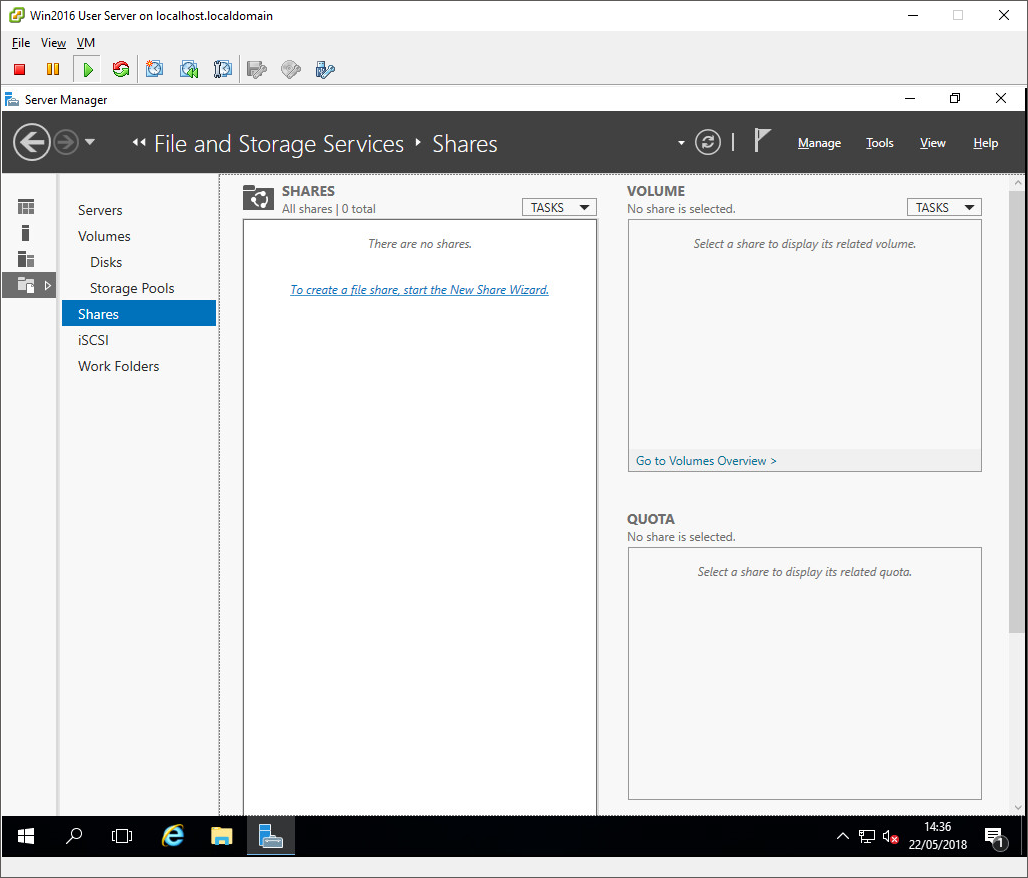 Win2016 User Server on localhost.localdomain
File View VM
Server Manager
File and Storage Services Shares
Manage Tools View Help
Servers
Volumes
Disks
Storage Pools
Shares
iSCSI
Work Folders
SHARES
All shares | 0 total
TASKS
There are no shares.
To create a file share, start the New Share Wizard.
VOLUME
No share is selected.
TASKS
Select a share to display its related volume.
Go to Volumes Overview >
QUOTA
No share is selected.
Select a share to display its related quota.
14:36
22/05/2018
1